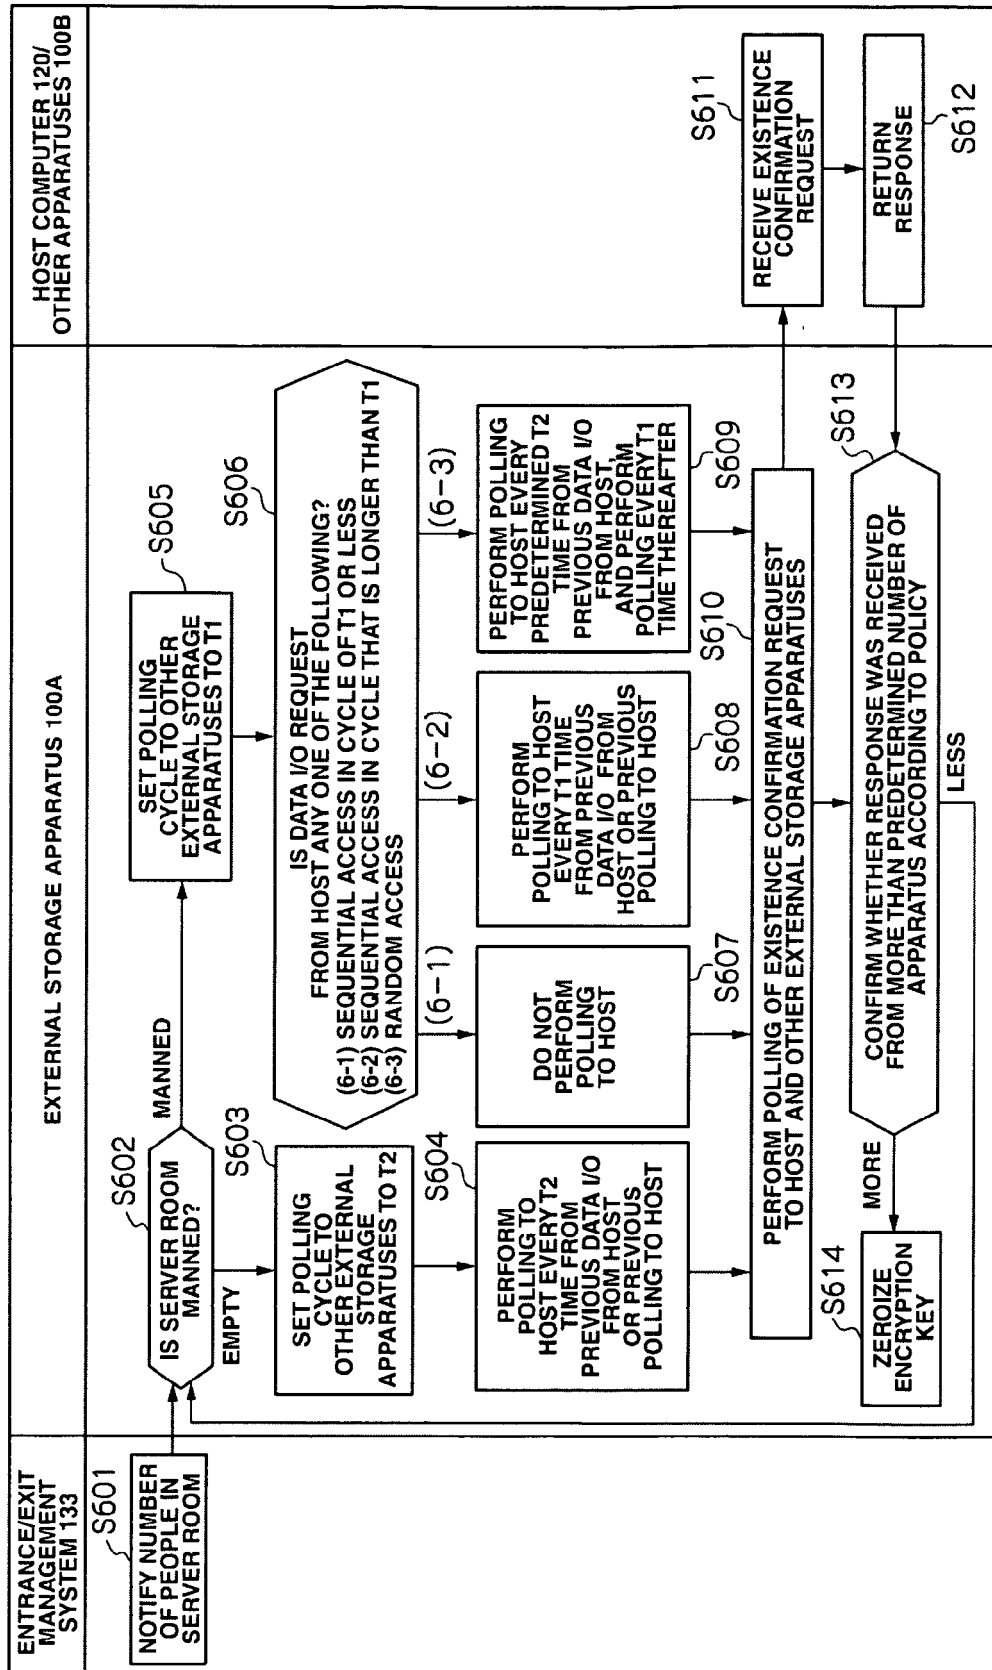 ENTRANCE/EXIT
MANAGEMENT
SYSTEM 133
EXTERNAL STORAGE APPARATUS 100A
HOST COMPUTER 120/
OTHER APPARATUSES 100B
S601
NOTIFY NUMBER
OF PEOPLE IN
SERVER ROOM
S602
IS SERVER ROOM
MANNED?
MANNED
EMPTY
S603
SET POLLING
CYCLE TO
OTHER EXTERNAL
STORAGE
APPARATUSES TO T2
S604
PERFORM
POLLING TO
HOST EVERY T2
TIME FROM
PREVIOUS DATA I/O
FROM HOST
OR PREVIOUS
POLLING TO HOST
S605
SET POLLING
CYCLE TO OTHER
EXTERNAL STORAGE
APPARATUSES TO T1
S606
IS DATA I/O REQUEST
FROM HOST ANY ONE OF THE FOLLOWING?
(6-1) SEQUENTIAL ACCESS IN CYCLE OF T1 OR LESS
(6-2) SEQUENTIAL ACCESS IN CYCLE THAT IS LONGER THAN T1
(6-3) RANDOM ACCESS
(6-1)
(6-2)
(6-3)
DO NOT
PERFORM
POLLING
TO HOST
S607
PERFORM
POLLING TO HOST
EVERY T1 TIME
FROM PREVIOUS
DATA I/O FROM
HOST OR PREVIOUS
POLLING TO HOST
S608
PERFORM POLLING
TO HOST EVERY
PREDETERMINED T2
TIME FROM
PREVIOUS DATA I/O
FROM HOST,
AND PERFORM
POLLING EVERY T1
TIME THEREAFTER
S609
S610
PERFORM POLLING OF EXISTENCE CONFIRMATION REQUEST
TO HOST AND OTHER EXTERNAL STORAGE APPARATUSES
S611
RECEIVE EXISTENCE
CONFIRMATION
REQUEST
RETURN
RESPONSE
S612
S613
CONFIRM WHETHER RESPONSE WAS RECEIVED
FROM MORE THAN PREDETERMINED NUMBER OF
APPARATUS ACCORDING TO POLICY
MORE
LESS
S614
ZEROIZE
ENCRYPTION
KEY